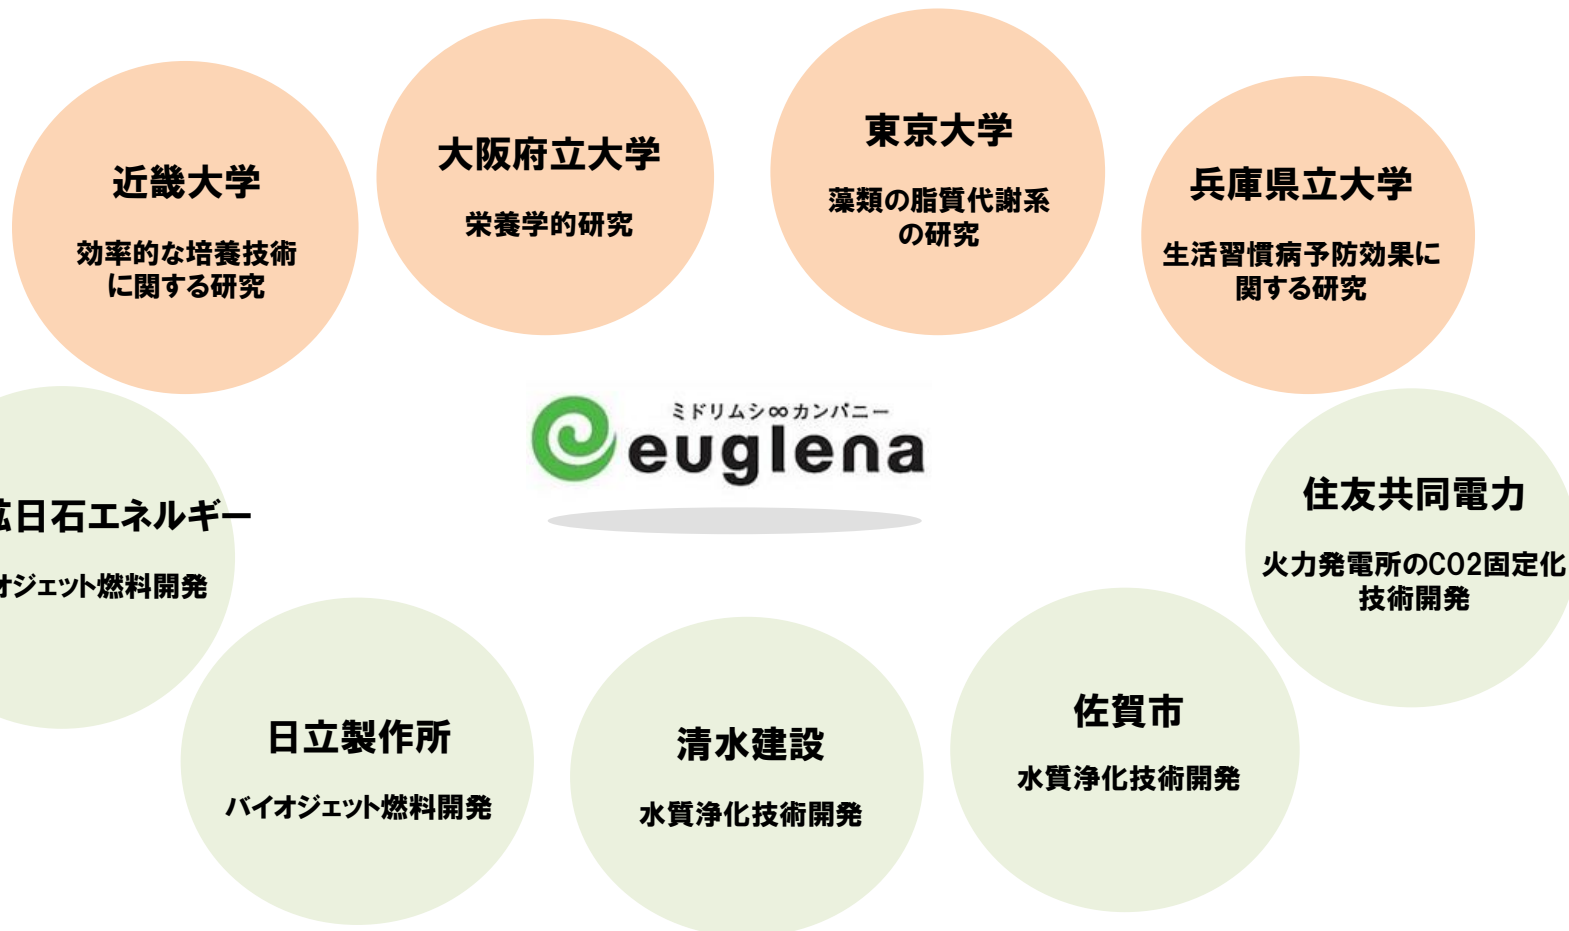 近畿大学
効率的な培養技術
に関する研究
大阪府立大学
栄養学的研究
東京大学
藻類の脂質代謝系
の研究
兵庫県立大学
生活習慣病予防効果に
関する研究
ミドリムシ∞カンパニー
euglena
日石エネルギー
オジェット燃料開発
住友共同電力
火力発電所のCO2固定化
技術開発
日立製作所
バイオジェット燃料開発
清水建設
水質浄化技術開発
佐賀市
水質浄化技術開発